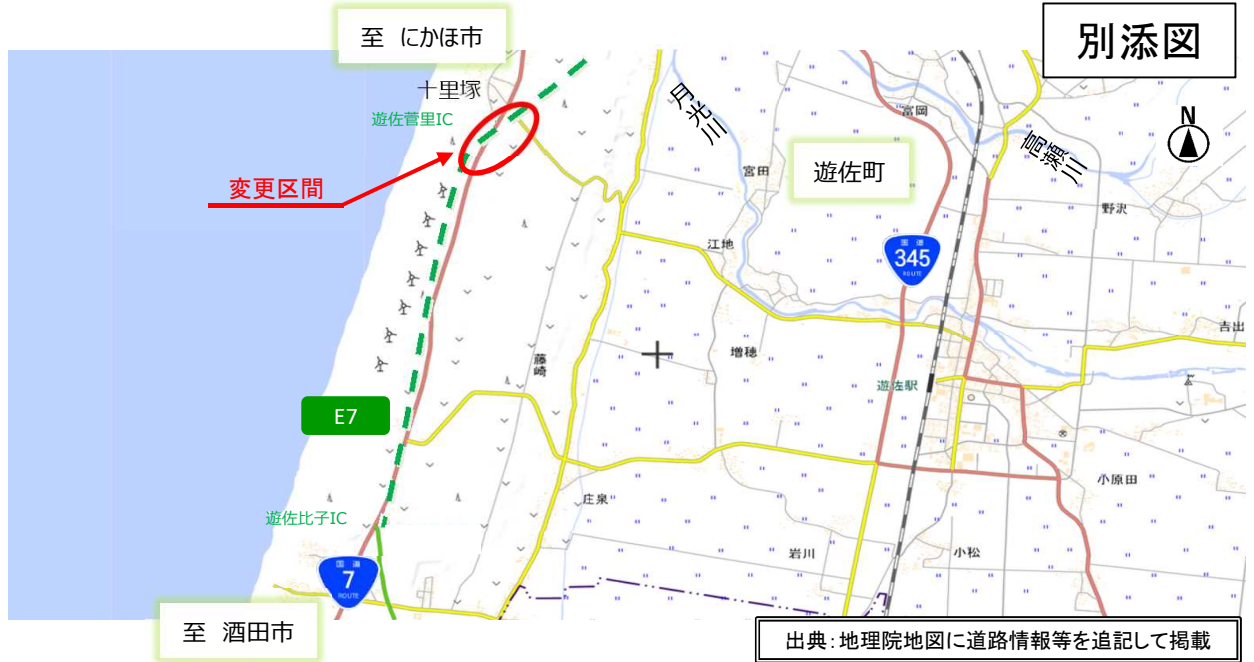 至 にかほ市
別添図
十里塚
遊佐菅里IC
月光川
富岡
N
高瀬川
変更区間
宮田
遊佐町
野沢
江地
国道
345
ROUTE
吉出
藤崎
増穂
遊佐駅
E7
小原田
庄泉
遊佐比子IC
岩川
小松
国道
7
ROUTE
至 酒田市
出典：地理院地図に道路情報等を追記して掲載